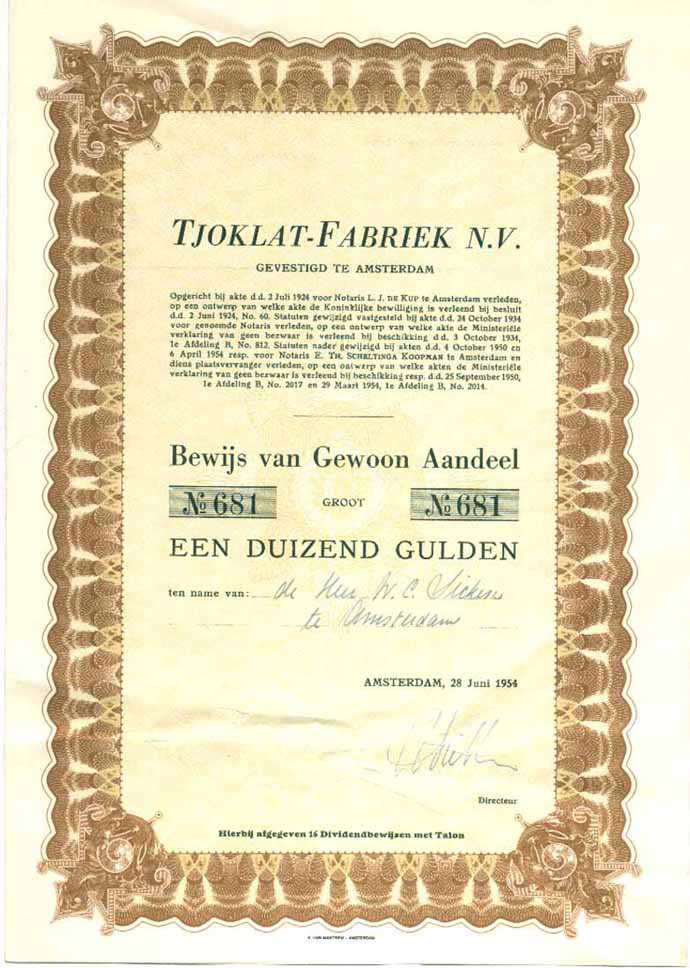 TJOKLAT-FABRIEK N.V.
GEVESTIGD TE AMSTERDAM
Opgericht bij akte d.d. 2 Juli 1924 voor Notaris L. J. DE KUP te Amsterdam verleden,
op een ontwerp van welke akte de Koninklijke bewilliging is verleend bij besluit
d.d. 2 Juni 1924, No. 60. Statuten gewijzigd vastgesteld bij akte d.d. 24 October 1934
voor genoemde Notaris verleden, op een ontwerp van welke akte de Ministeriële
verklaring van geen bezwaar is verleend bij beschikking d.d. 3 October 1934,
1e Afdeling B, No. 812. Statuten nader gewijzigd bij akten d.d. 4 October 1950 en
6 April 1954 resp. voor Notaris E. TH. SCHELTINGA KOOPMAN te Amsterdam en
diens plaatsvervanger verleden, op een ontwerp van welke akten de Ministeriële
verklaring van geen bezwaar is verleend bij beschikking resp. d.d. 25 September 1950,
1e Afdeling B, No. 2017 en 29 Maart 1954, 1e Afdeling B, No. 2014.
Bewijs van Gewoon Aandeel
№ 681 GROOT № 681
EEN DUIZEND GULDEN
ten name van: de Heer W. C.
te Amsterdam
AMSTERDAM, 28 Juni 1954
Directeur
Hierbij afgegeven 16 Dividendbewijzen met Talon